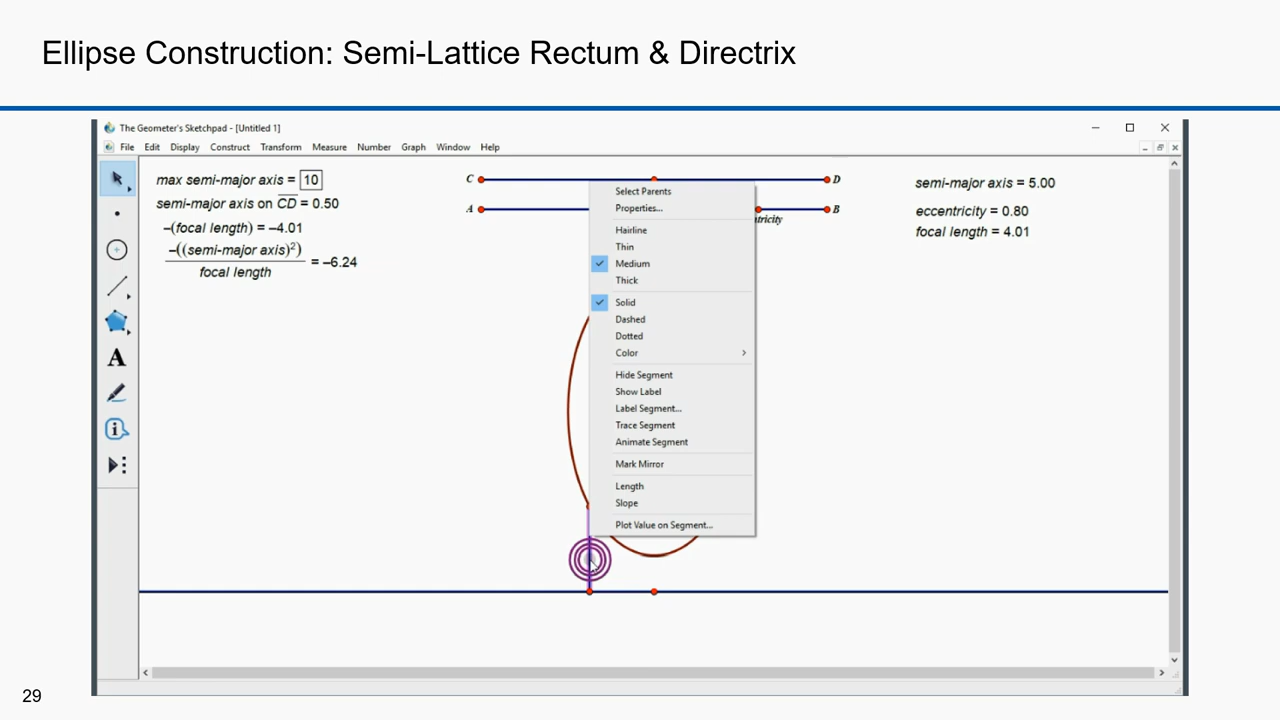 Ellipse Construction: Semi-Lattice Rectum & Directrix
The Geometer's Sketchpad - [Untitled 1]
File Edit Display Construct Transform Measure Number Graph Window Help
max semi-major axis = 10
semi-major axis on CD = 0.50
–(focal length) = –4.01
–((semi-major axis)²)
focal length
= –6.24
C
D
A
B
semi-major axis = 5.00
eccentricity = 0.80
focal length = 4.01
Select Parents
Properties...
Hairline
Thin
Medium
Thick
Solid
Dashed
Dotted
Color
Hide Segment
Show Label
Label Segment...
Trace Segment
Animate Segment
Mark Mirror
Length
Slope
Plot Value on Segment...
A
29